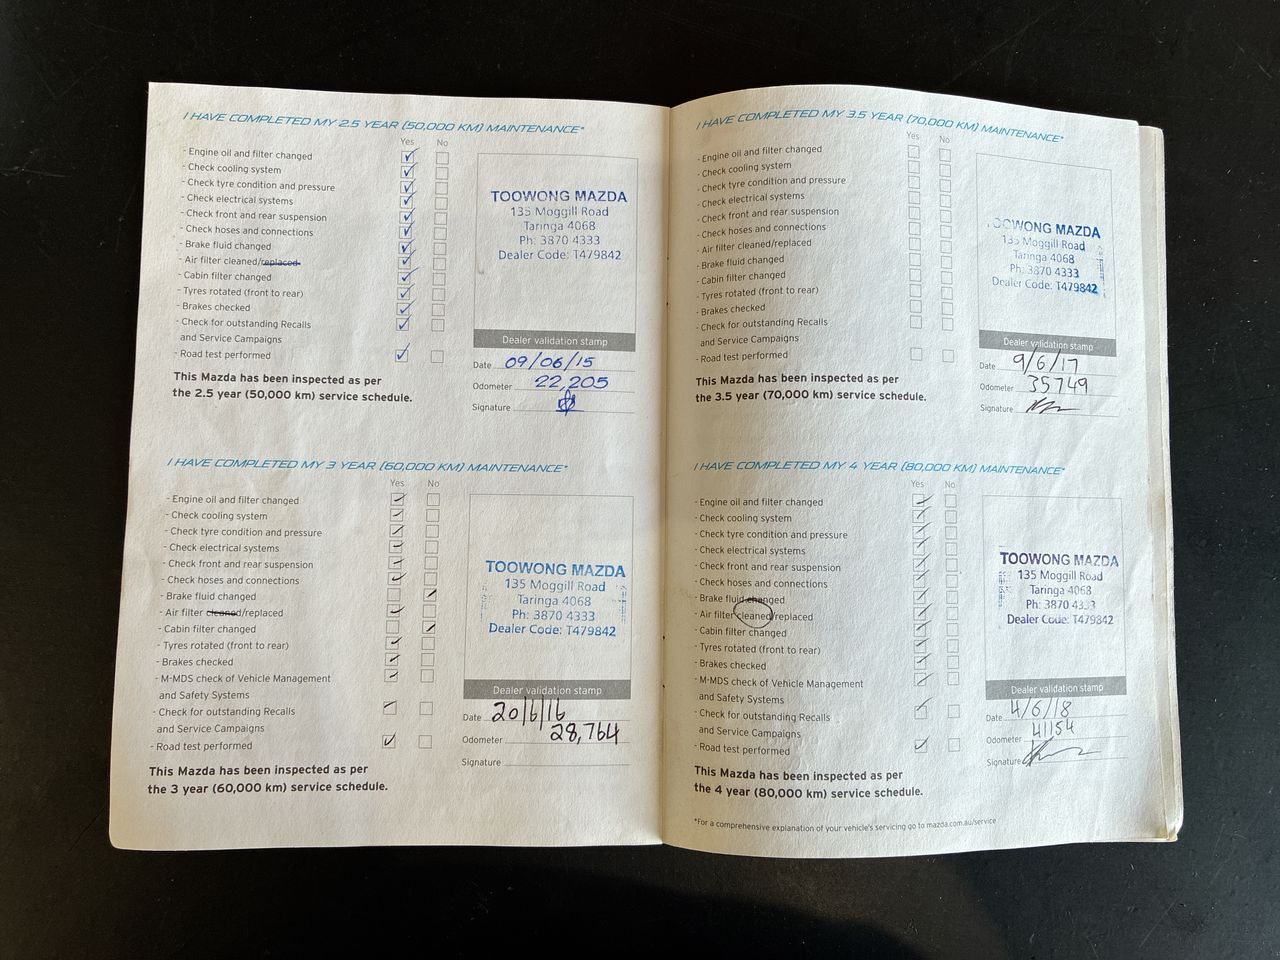 I HAVE COMPLETED MY 2.5 YEAR (50,000 KM) MAINTENANCE*
Yes No
- Engine oil and filter changed
- Check cooling system
- Check tyre condition and pressure
- Check electrical systems
- Check front and rear suspension
- Check hoses and connections
- Brake fluid changed
- Air filter cleaned/replaced
- Cabin filter changed
- Tyres rotated (front to rear)
- Brakes checked
- Check for outstanding Recalls
and Service Campaigns
- Road test performed
This Mazda has been inspected as per
the 2.5 year (50,000 km) service schedule.
TOOWONG MAZDA
135 Moggill Road
Taringa 4068
Ph: 3870 4333
Dealer Code: T479842
Dealer validation stamp
Date 09/06/15
Odometer 22,205
Signature
I HAVE COMPLETED MY 3 YEAR (60,000 KM) MAINTENANCE*
Yes No
- Engine oil and filter changed
- Check cooling system
- Check tyre condition and pressure
- Check electrical systems
- Check front and rear suspension
- Check hoses and connections
- Brake fluid changed
- Air filter cleaned/replaced
- Cabin filter changed
- Tyres rotated (front to rear)
- Brakes checked
- M-MDS check of Vehicle Management
and Safety Systems
- Check for outstanding Recalls
and Service Campaigns
- Road test performed
This Mazda has been inspected as per
the 3 year (60,000 km) service schedule.
TOOWONG MAZDA
135 Moggill Road
Taringa 4068
Ph: 3870 4333
Dealer Code: T479842
Dealer validation stamp
Date 20/6/16
Odometer 28,764
Signature
I HAVE COMPLETED MY 3.5 YEAR (70,000 KM) MAINTENANCE*
Yes No
- Engine oil and filter changed
- Check cooling system
- Check tyre condition and pressure
- Check electrical systems
- Check front and rear suspension
- Check hoses and connections
- Air filter cleaned/replaced
- Brake fluid changed
- Cabin filter changed
- Tyres rotated (front to rear)
- Brakes checked
- Check for outstanding Recalls
and Service Campaigns
- Road test performed
This Mazda has been inspected as per
the 3.5 year (70,000 km) service schedule.
TOOWONG MAZDA
135 Moggill Road
Taringa 4068
Ph: 3870 4333
Dealer Code: T479842
Dealer validation stamp
Date 9/6/17
Odometer 35749
Signature
I HAVE COMPLETED MY 4 YEAR (80,000 KM) MAINTENANCE*
Yes No
- Engine oil and filter changed
- Check cooling system
- Check tyre condition and pressure
- Check electrical systems
- Check front and rear suspension
- Check hoses and connections
- Brake fluid changed
- Air filter cleaned/replaced
- Cabin filter changed
- Tyres rotated (front to rear)
- Brakes checked
- M-MDS check of Vehicle Management
and Safety Systems
- Check for outstanding Recalls
and Service Campaigns
- Road test performed
This Mazda has been inspected as per
the 4 year (80,000 km) service schedule.
TOOWONG MAZDA
135 Moggill Road
Taringa 4068
Ph: 3870 4333
Dealer Code: T479842
Dealer validation stamp
Date 4/6/18
Odometer 41154
Signature
*For a comprehensive explanation of your vehicle's servicing go to mazda.com.au/service